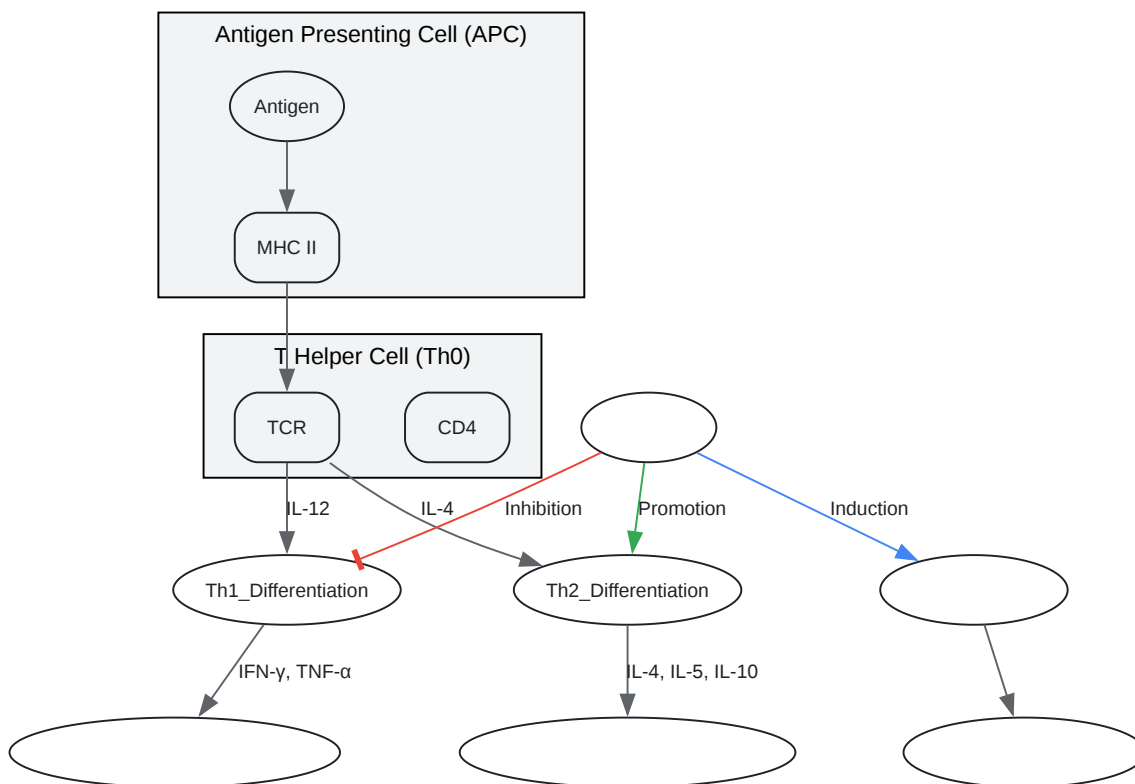 Antigen Presenting Cell (APC)
Antigen
MHC II
T Helper Cell (Th0)
TCR
CD4
IL-12
IL-4
Inhibition
Promotion
Induction
Th1_Differentiation
Th2_Differentiation
IFN-γ, TNF-α
IL-4, IL-5, IL-10